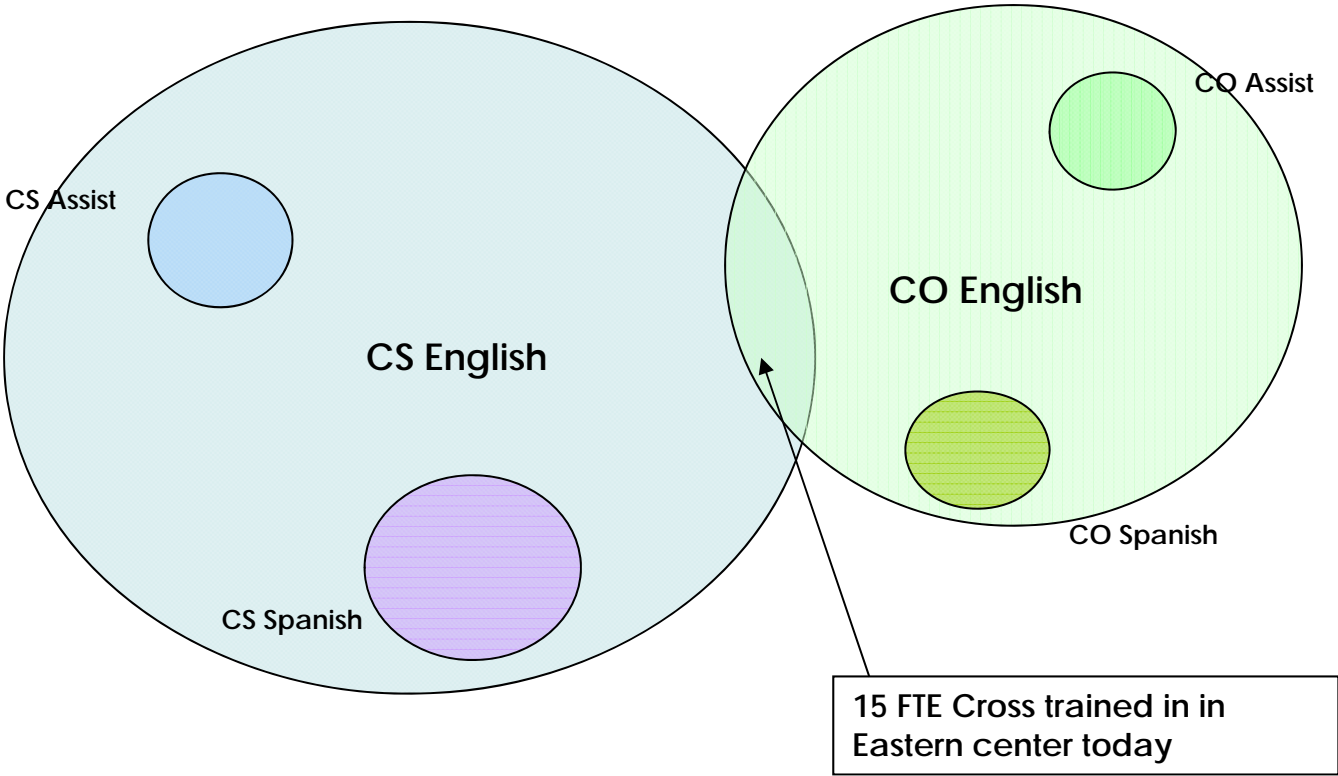 CO Assist
CS Assist
CO English
CS English
CO Spanish
CS Spanish
15 FTE Cross trained in in
Eastern center today